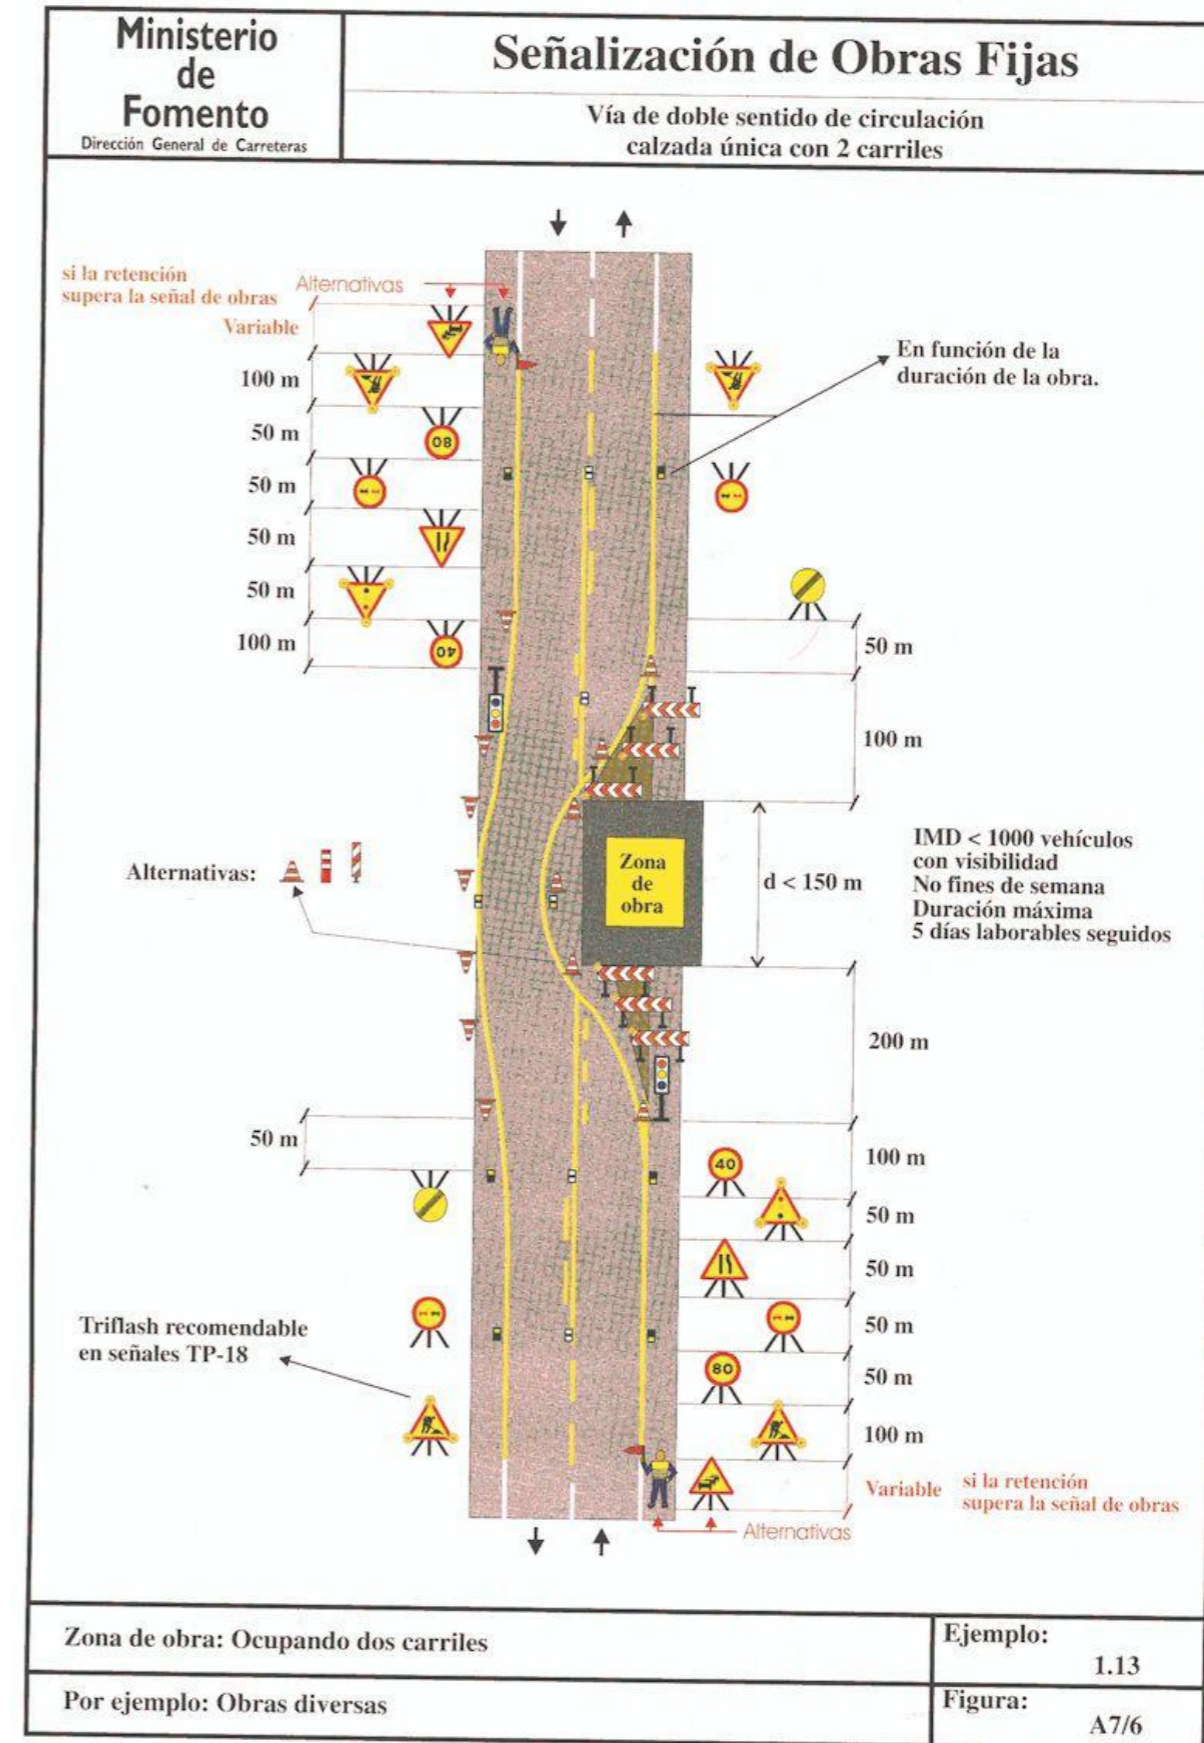 Ministerio
de
Fomento
Dirección General de Carreteras
Señalización de Obras Fijas
Vía de doble sentido de circulación
calzada única con 2 carriles
si la retención
supera la señal de obras
Alternativas
Variable
100 m
50 m
50 m
50 m
50 m
100 m
80
40
En función de la
duración de la obra.
50 m
100 m
Alternativas:
Zona
de
obra
d < 150 m
IMD < 1000 vehículos
con visibilidad
No fines de semana
Duración máxima
5 días laborables seguidos
200 m
50 m
40
100 m
50 m
50 m
50 m
80
50 m
100 m
Triflash recomendable
en señales TP-18
Variable
si la retención
supera la señal de obras
Alternativas
Zona de obra: Ocupando dos carriles
Ejemplo:
1.13
Por ejemplo: Obras diversas
Figura:
A7/6